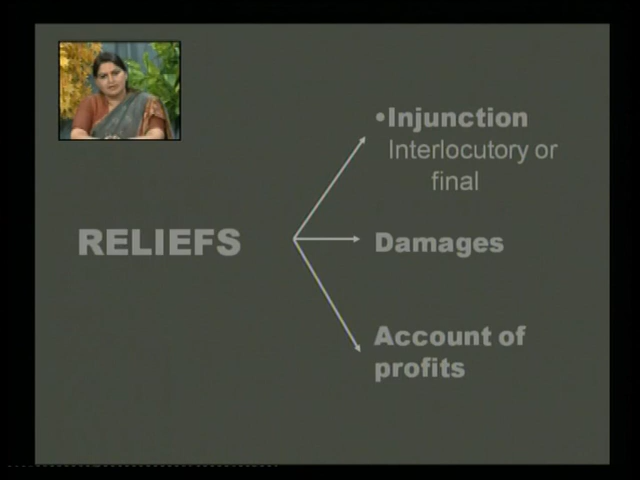 RELIEFS
•Injunction
Interlocutory or
final
Damages
Account of
profits